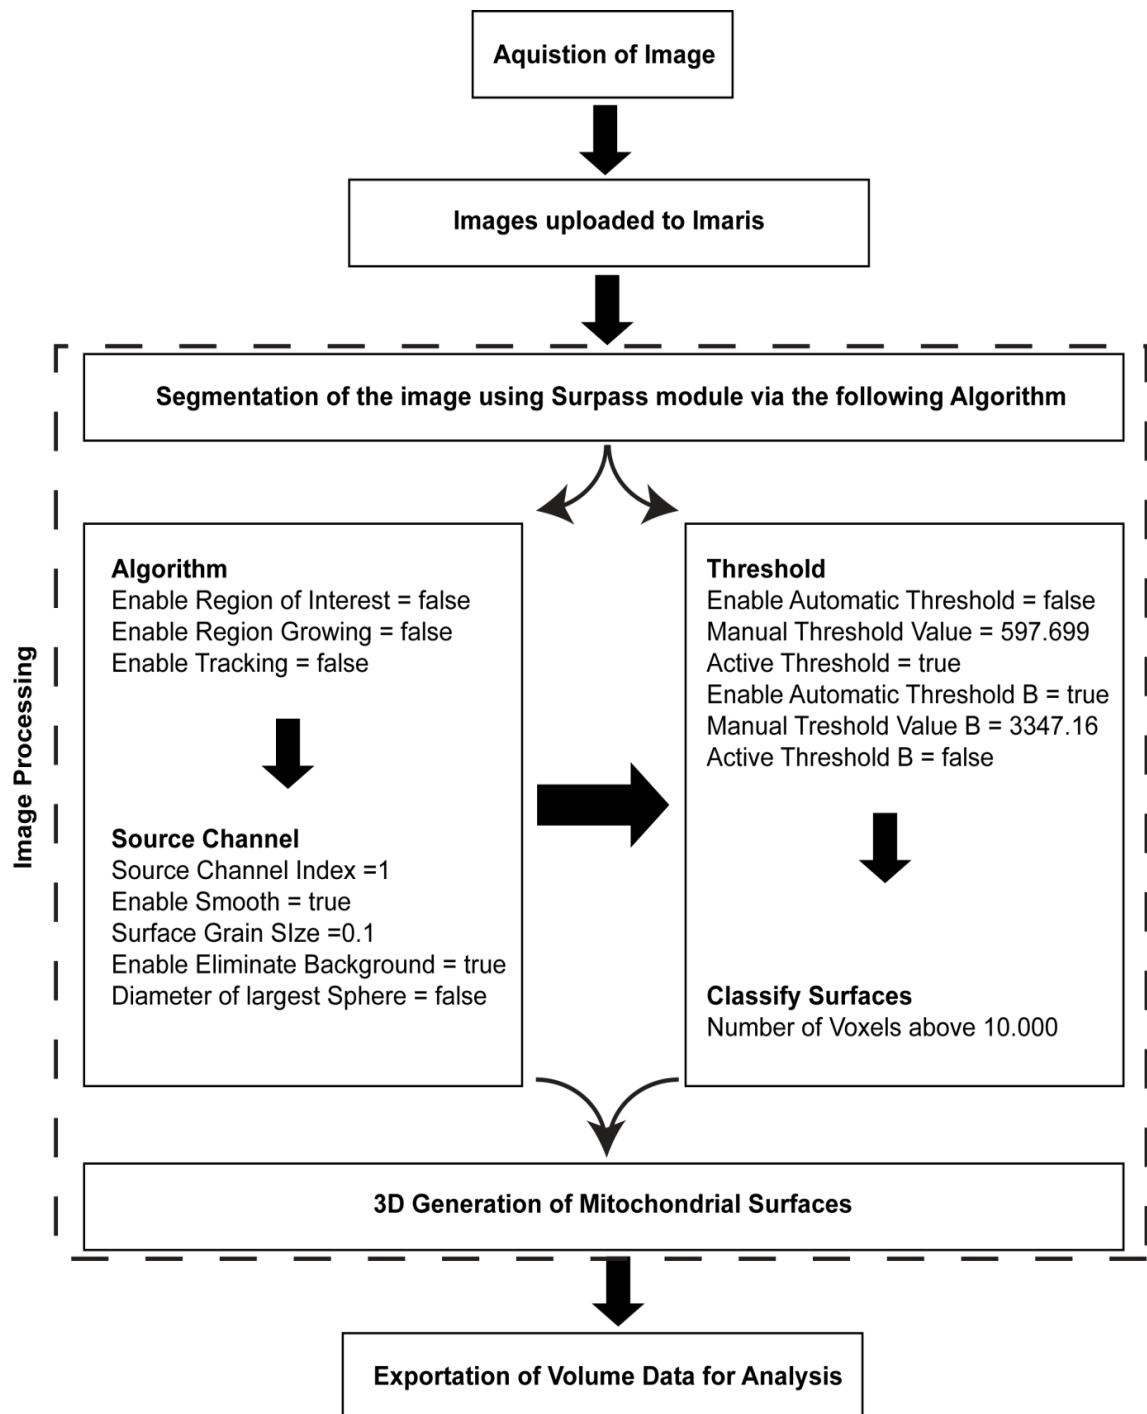 Aquistion of Image
Images uploaded to Imaris
Segmentation of the image using Surpass module via the following Algorithm
Image Processing
Algorithm
Enable Region of Interest = false
Enable Region Growing = false
Enable Tracking = false
Source Channel
Source Channel Index =1
Enable Smooth = true
Surface Grain SIze =0.1
Enable Eliminate Background = true
Diameter of largest Sphere = false
Threshold
Enable Automatic Threshold = false
Manual Threshold Value = 597.699
Active Threshold = true
Enable Automatic Threshold B = true
Manual Treshold Value B = 3347.16
Active Threshold B = false
Classify Surfaces
Number of Voxels above 10.000
3D Generation of Mitochondrial Surfaces
Exportation of Volume Data for Analysis